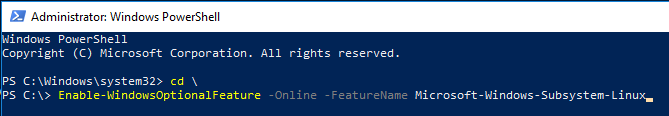 Administrator: Windows PowerShell
Windows PowerShell
Copyright (C) Microsoft Corporation. All rights reserved.
PS C:\Windows\system32> cd \
PS C:\> Enable-WindowsOptionalFeature -Online -FeatureName Microsoft-Windows-Subsystem-Linux